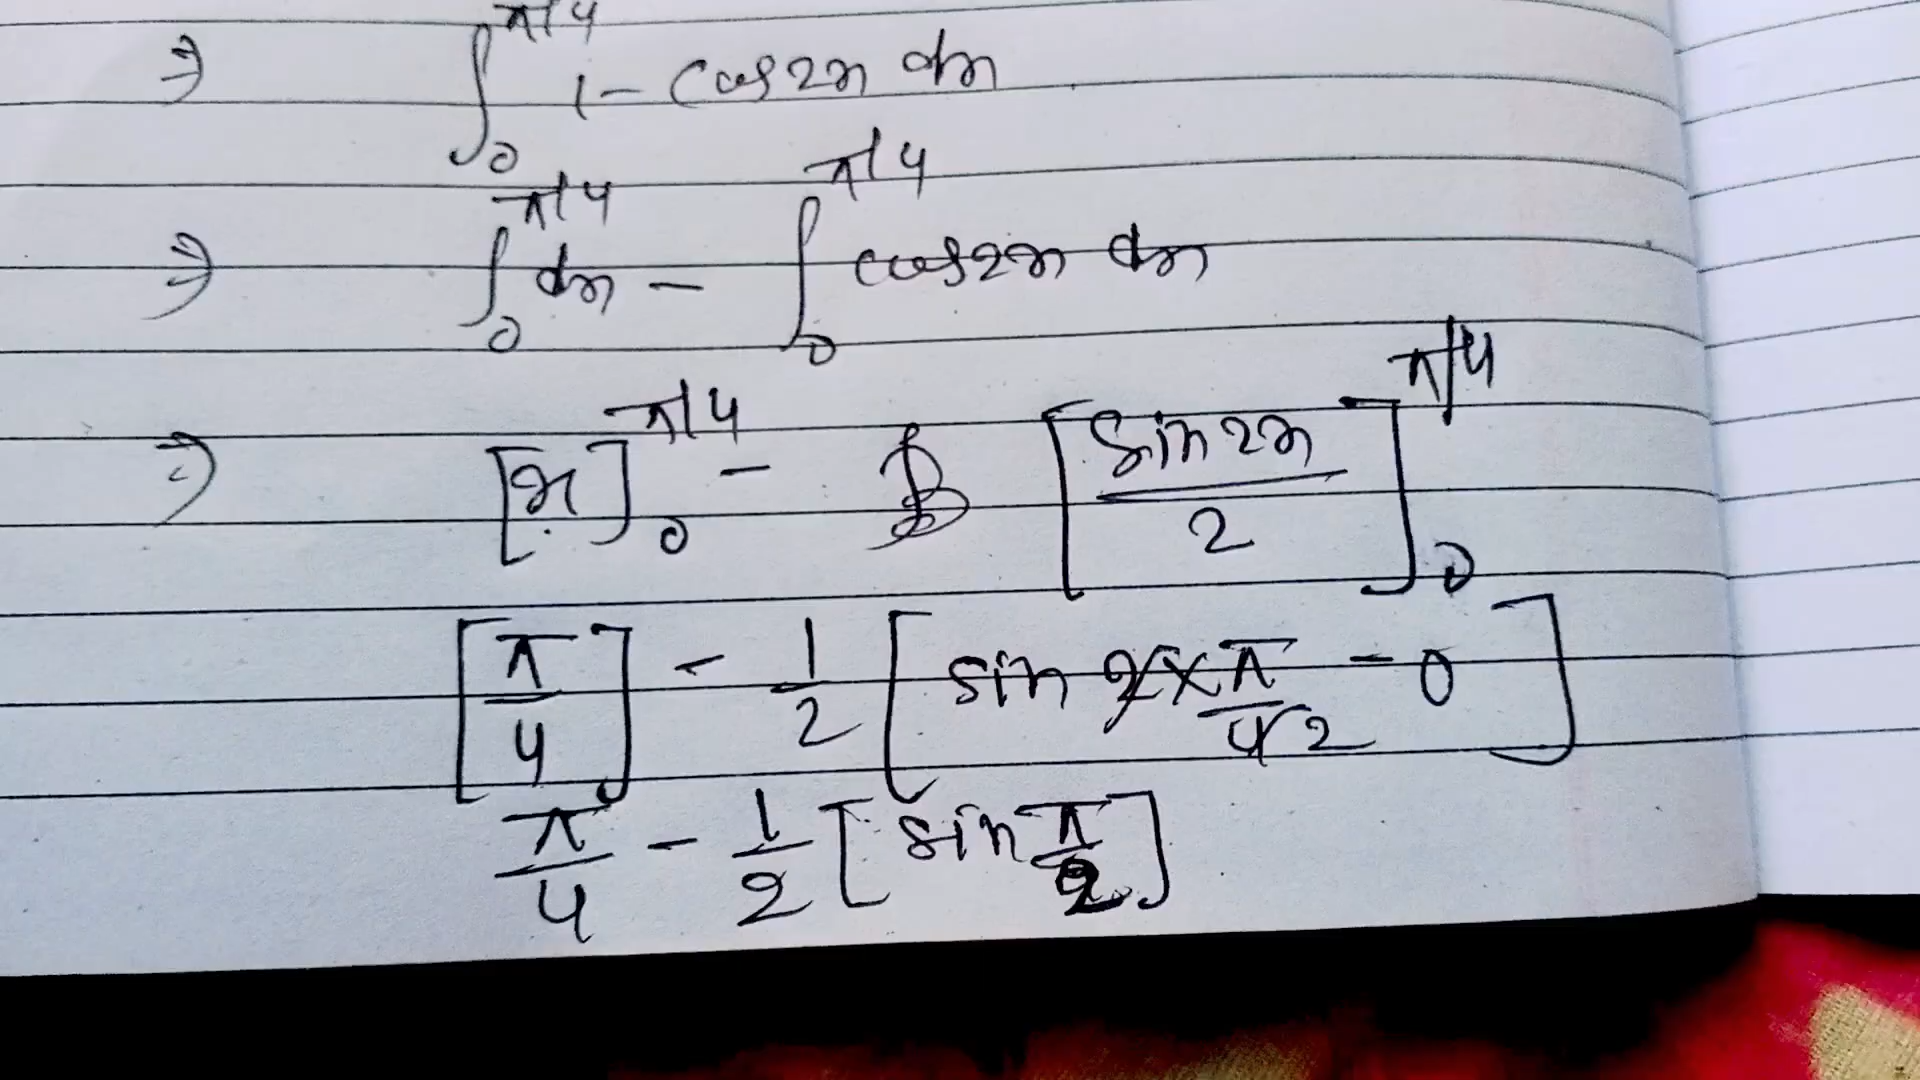 ⇒ ∫₀^π/4 1 - cos2x dx
⇒ ∫₀^π/4 dx - ∫₀^π/4 cos2x dx
⇒ [x]₀^π/4 - [sin2x/2]₀^π/4
[π/4] - 1/2 [sin 2×π/4 2 - 0]
π/4 - 1/2 [sin π/2]